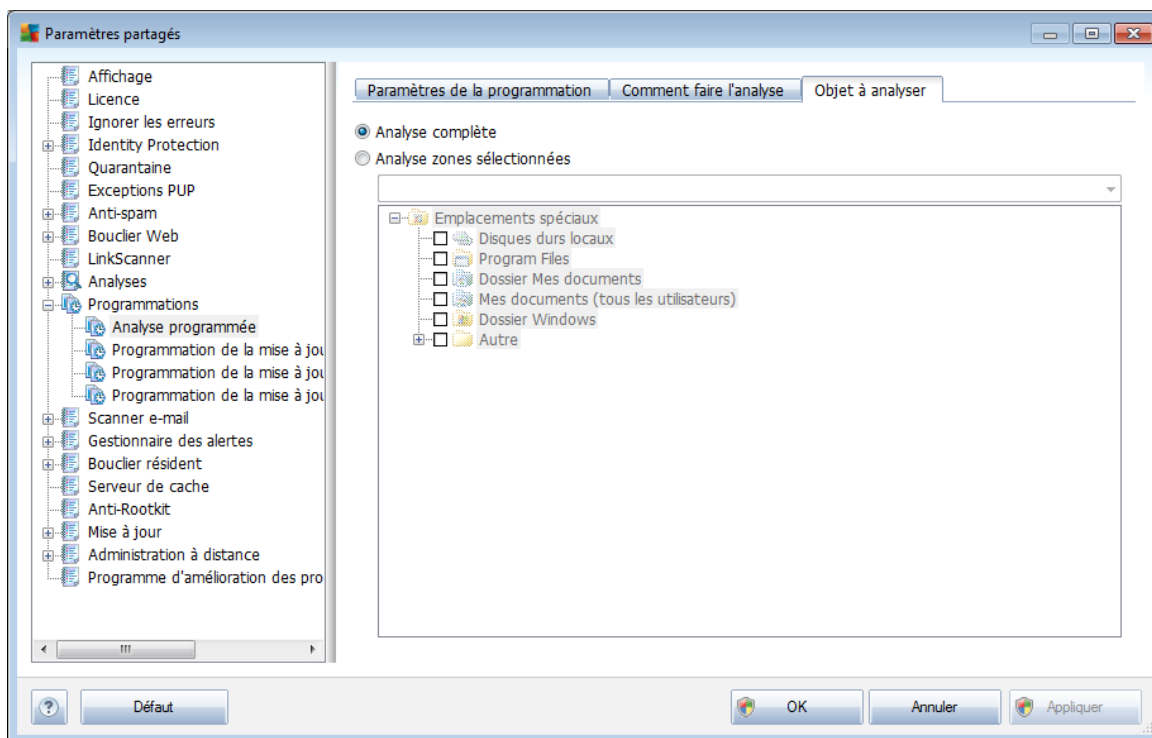 Paramètres partagés
Affichage
Licence
Ignorer les erreurs
Identity Protection
Quarantaine
Exceptions PUP
Anti-spam
Bouclier Web
LinkScanner
Analyses
Programmations
Analyse programmée
Programmation de la mise à jou
Programmation de la mise à jou
Programmation de la mise à jou
Scanner e-mail
Gestionnaire des alertes
Bouclier résident
Serveur de cache
Anti-Rootkit
Mise à jour
Administration à distance
Programme d'amélioration des pro
Paramètres de la programmation
Comment faire l'analyse
Objet à analyser
Analyse complète
Analyse zones sélectionnées
Emplacements spéciaux
Disques durs locaux
Program Files
Dossier Mes documents
Mes documents (tous les utilisateurs)
Dossier Windows
Autre
?
Défaut
OK
Annuler
Appliquer